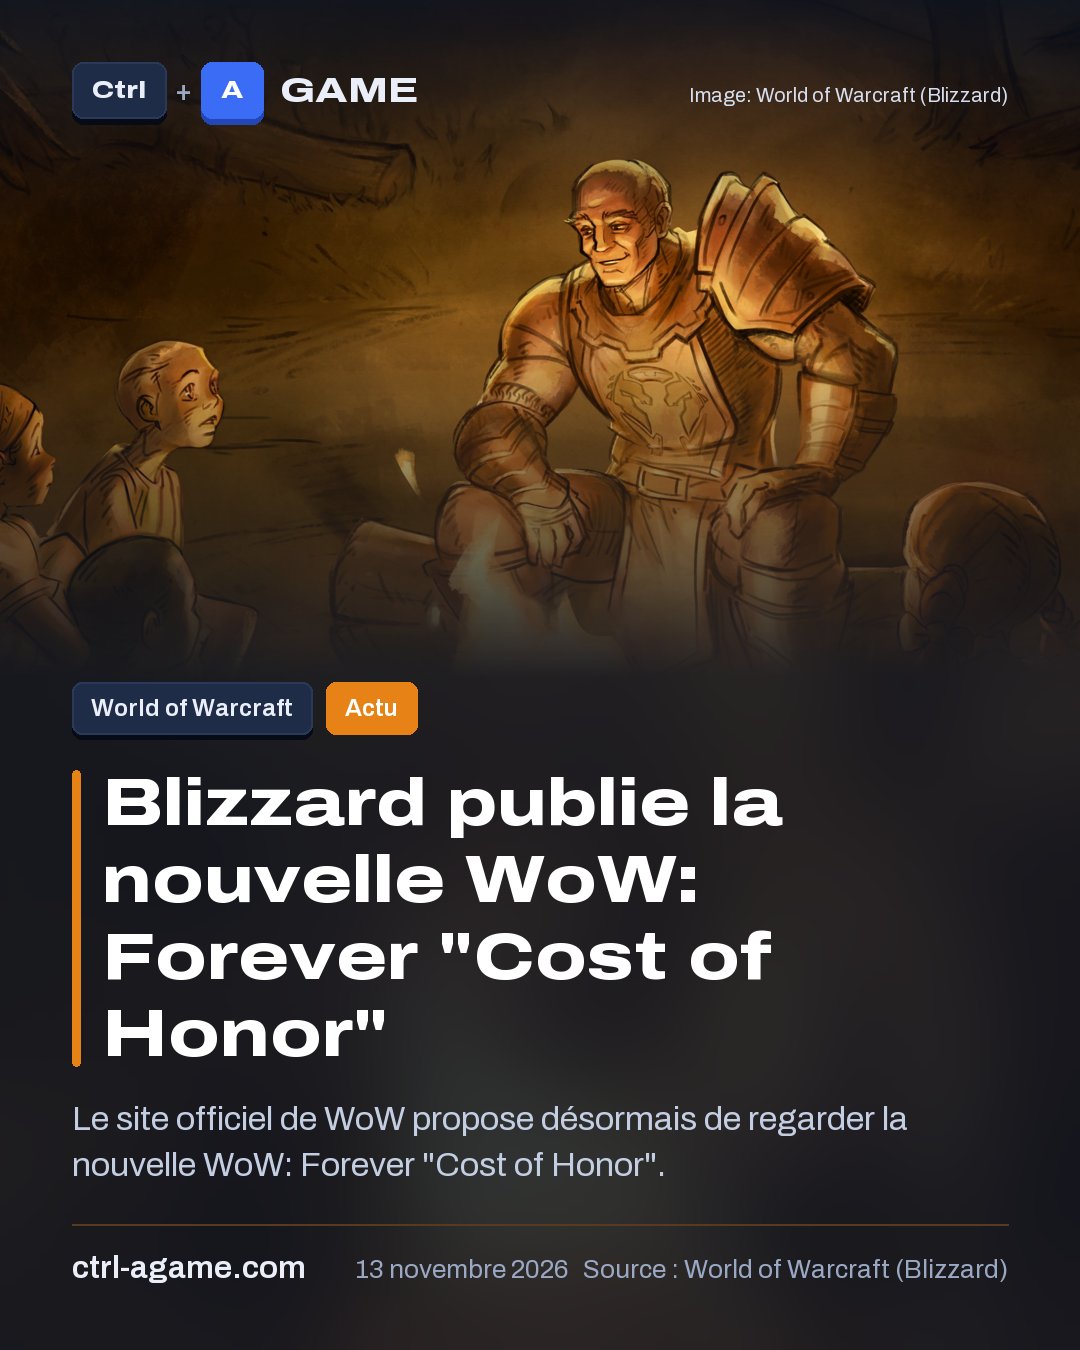 Ctrl + A GAME
Image: World of Warcraft (Blizzard)
World of Warcraft
Actu
Blizzard publie la
nouvelle WoW:
Forever "Cost of
Honor"
Le site officiel de WoW propose désormais de regarder la
nouvelle WoW: Forever "Cost of Honor".
ctrl-agame.com
13 novembre 2026 Source : World of Warcraft (Blizzard)